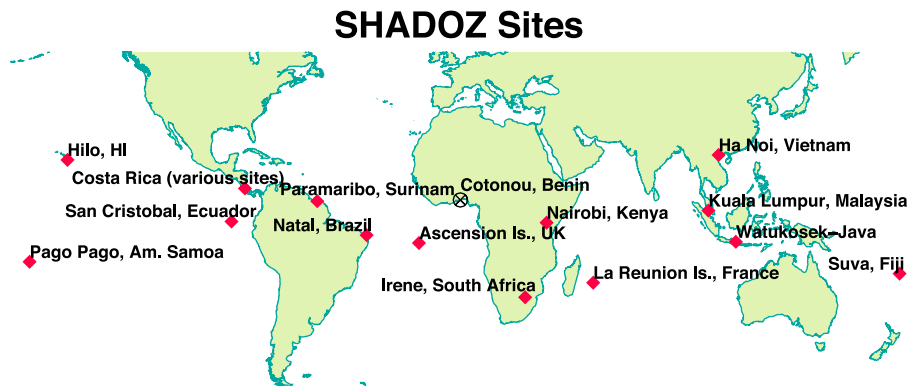 SHADOZ Sites
Hilo, HI
Ha Noi, Vietnam
Costa Rica (various sites)
Paramaribo, Surinam
Cotonou, Benin
Kuala Lumpur, Malaysia
San Cristobal, Ecuador
Nairobi, Kenya
Natal, Brazil
Ascension Is., UK
Watukosek-Java
Pago Pago, Am. Samoa
Suva, Fiji
La Reunion Is., France
Irene, South Africa